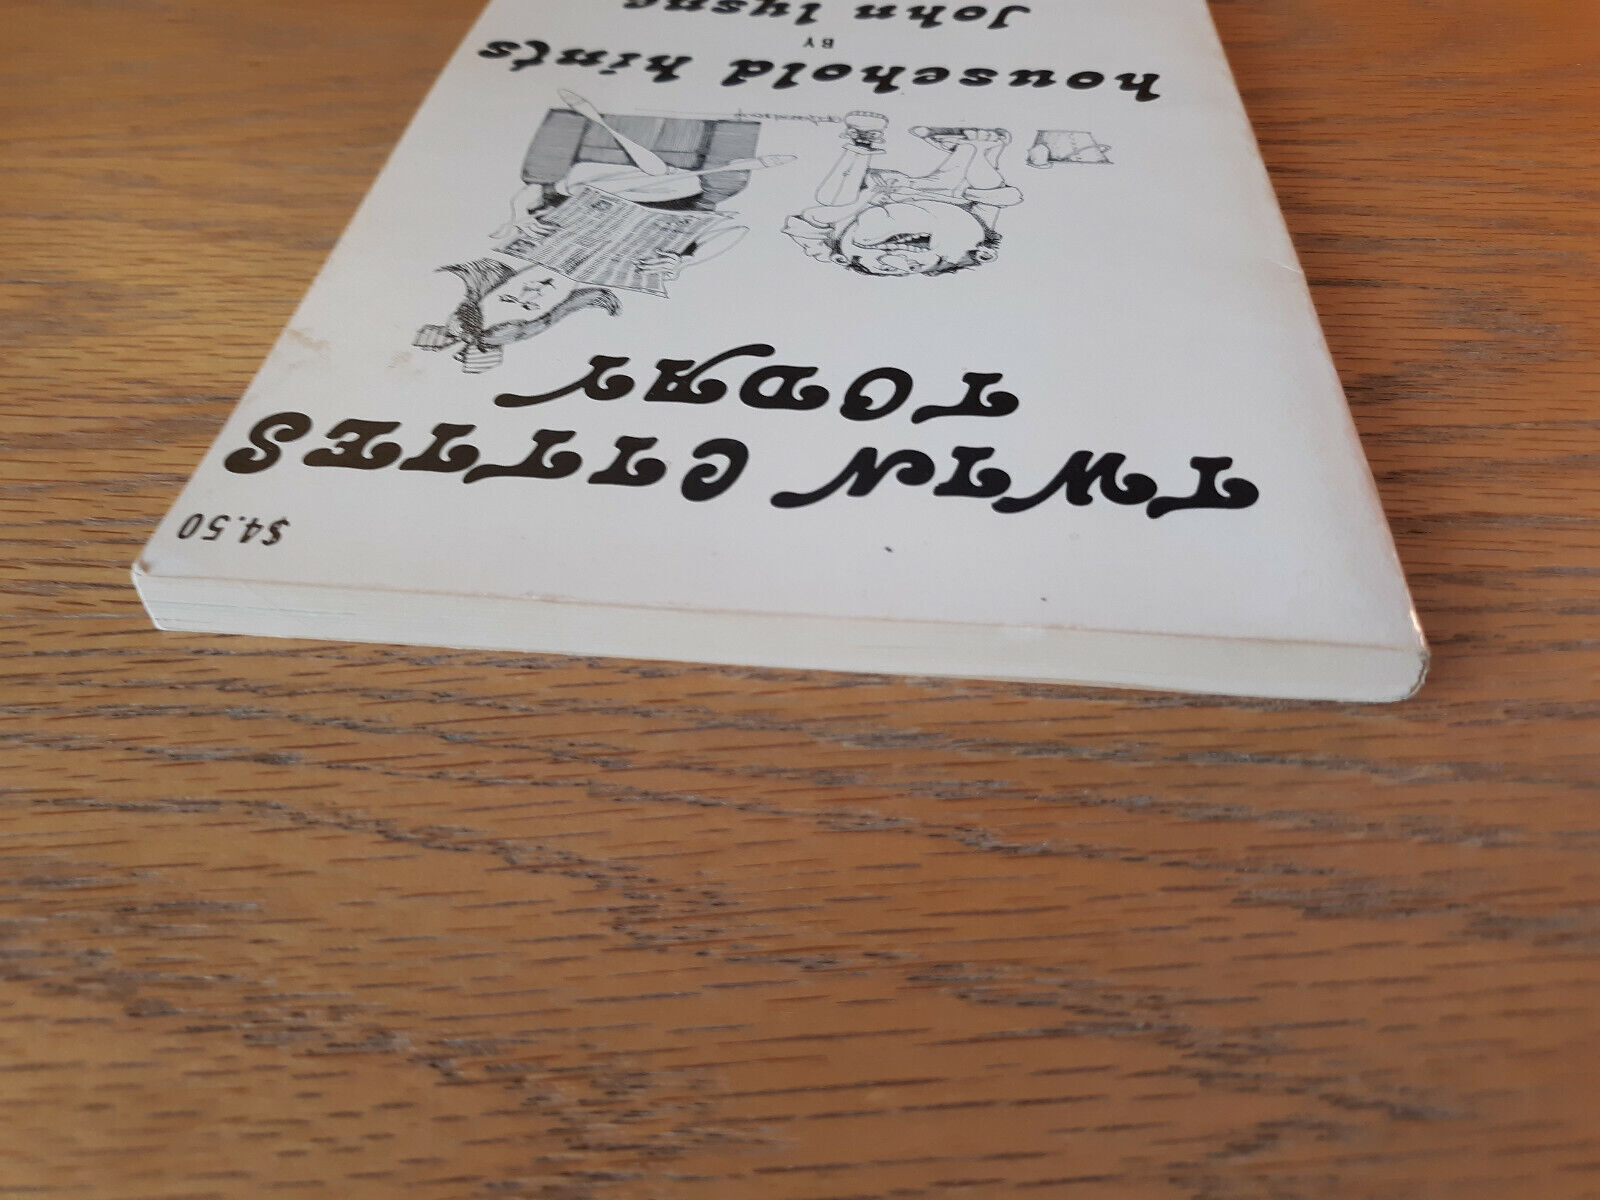 $4.50
TWIN CITIES
TODAY
household hints
BY
John lysne